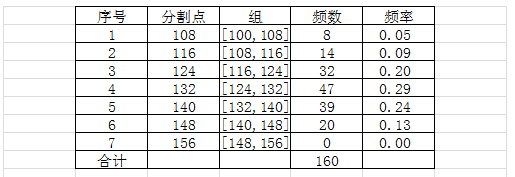 序号 分割点 组 频数 频率
1 108 [100,108] 8 0.05
2 116 [108,116] 14 0.09
3 124 [116,124] 32 0.20
4 132 [124,132] 47 0.29
5 140 [132,140] 39 0.24
6 148 [140,148] 20 0.13
7 156 [148,156] 0 0.00
合计 160